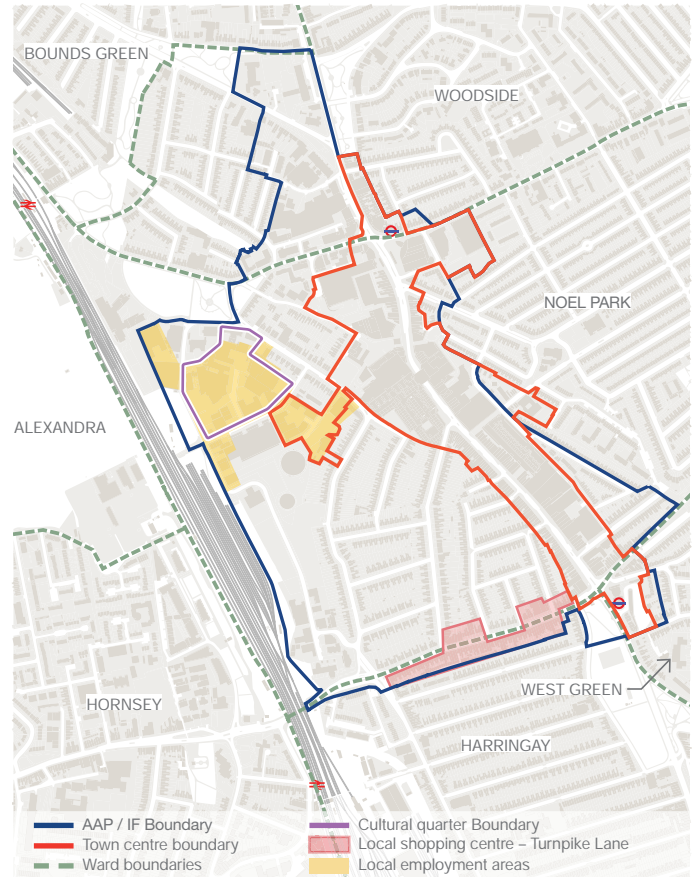 BOUNDS GREEN
WOODSIDE
NOEL PARK
ALEXANDRA
WEST GREEN
HORNSEY
HARRINGAY
AAP / IF Boundary
Town centre boundary
Ward boundaries
Cultural quarter Boundary
Local shopping centre – Turnpike Lane
Local employment areas